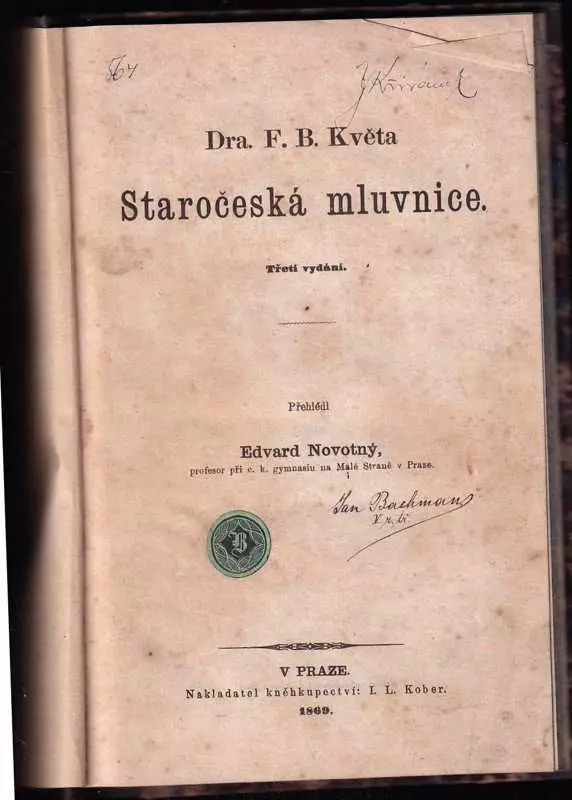 Dra. F. B. Květa
Staročeská mluvnice.
Třetí vydání.
Přehlédl
Edvard Novotný,
profesor při c. k. gymnasiu na Malé Straně v Praze.
Jan Bachman
B
V PRAZE.
Nakladatel kněhkupectví: I. L. Kober.
1869.